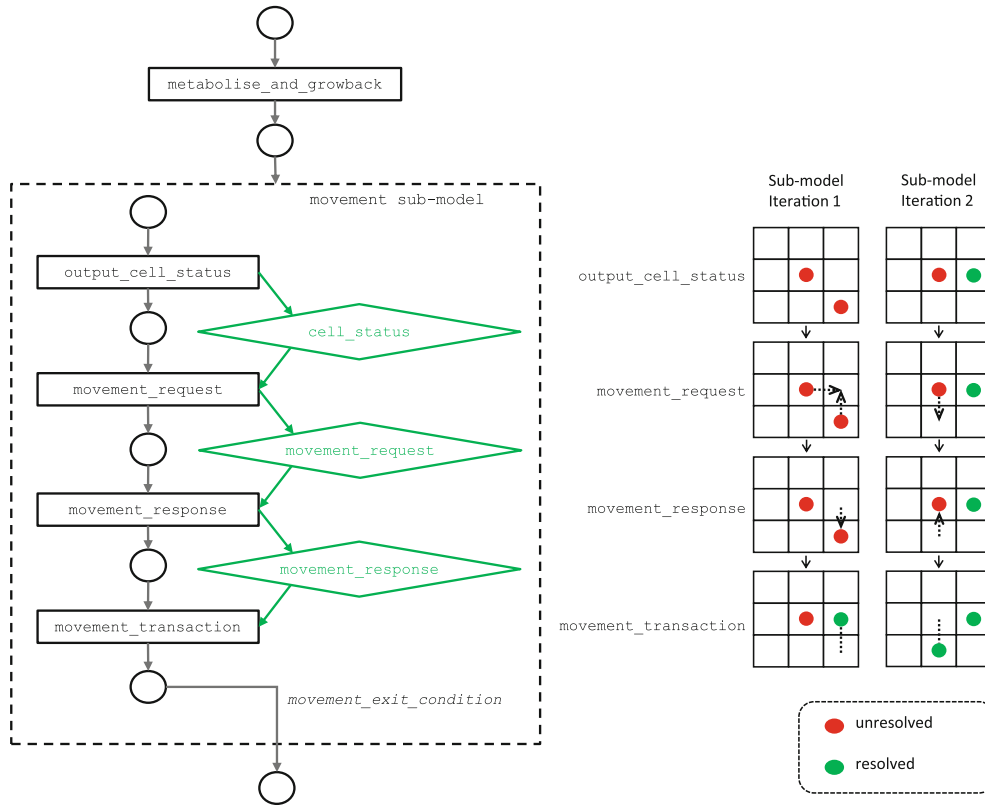 metabolise_and_growback
movement sub-model
output_cell_status
cell_status
movement_request
movement_request
movement_response
movement_response
movement_transaction
movement_exit_condition
Sub-model
Iteration 1
Sub-model
Iteration 2
output_cell_status
movement_request
movement_response
movement_transaction
unresolved
resolved